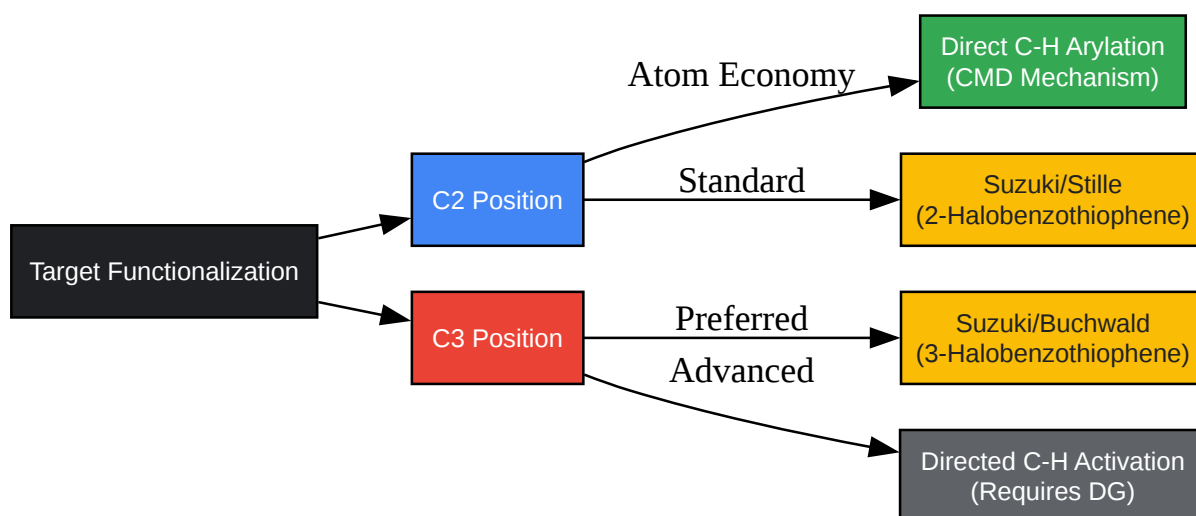 Target Functionalization
C2 Position
C3 Position
Atom Economy
Standard
Preferred
Advanced
Direct C-H Arylation
(CMD Mechanism)
Suzuki/Stille
(2-Halobenzothiophene)
Suzuki/Buchwald
(3-Halobenzothiophene)
Directed C-H Activation
(Requires DG)